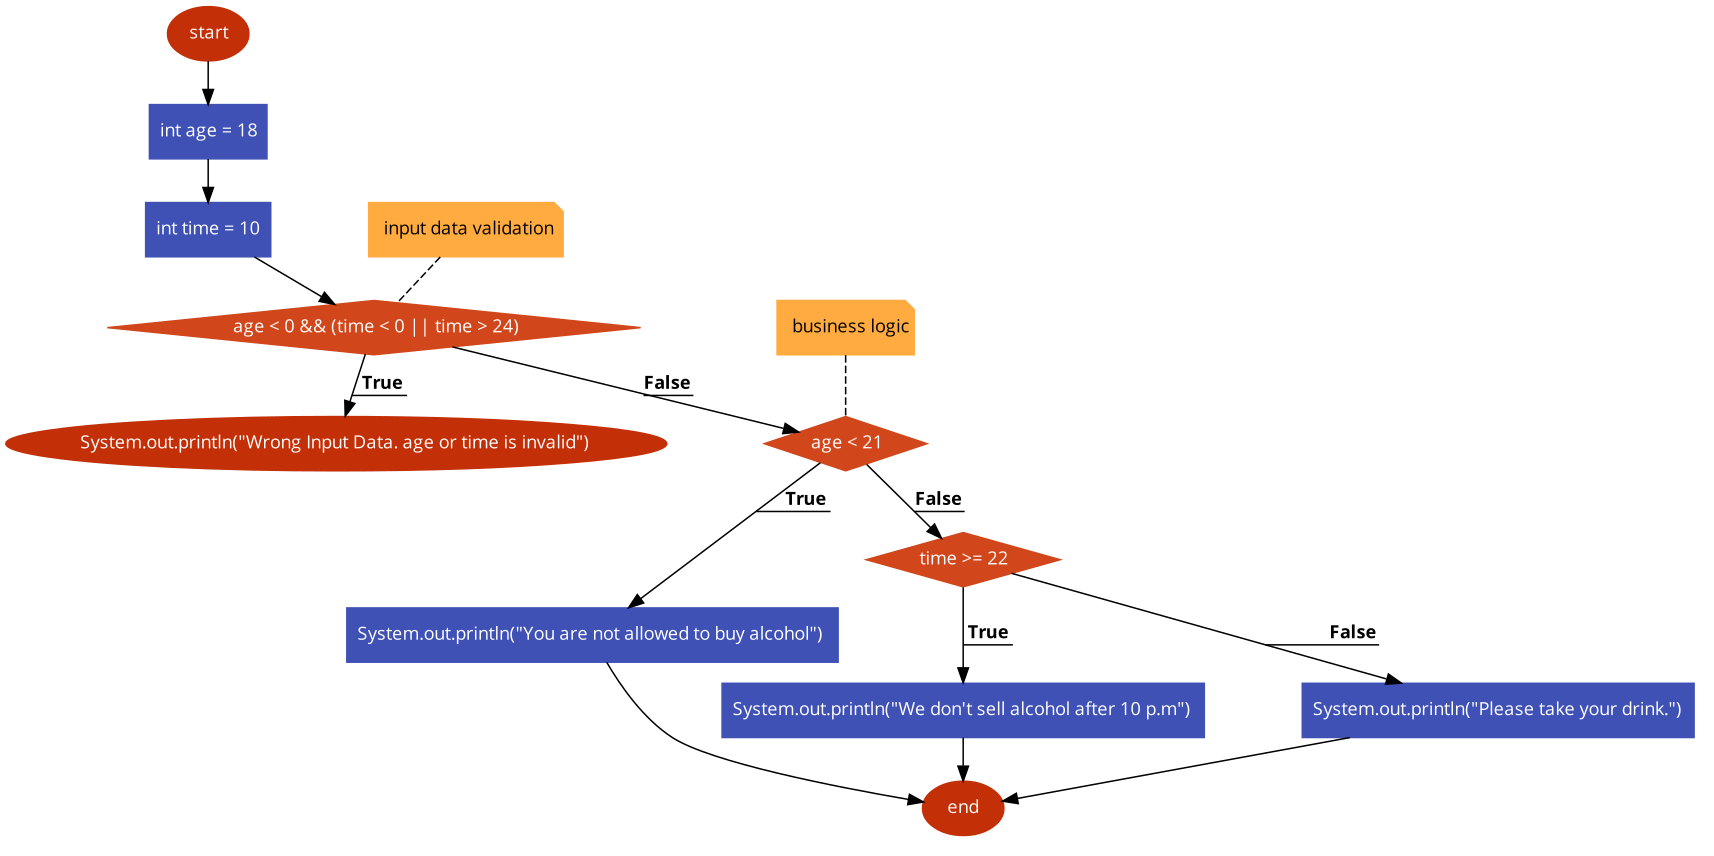 start
int age = 18
int time = 10
input data validation
age < 0 && (time < 0 || time > 24)
business logic
True
False
System.out.println("Wrong Input Data. age or time is invalid")
age < 21
True
False
time >= 22
System.out.println("You are not allowed to buy alcohol")
True
False
System.out.println("We don't sell alcohol after 10 p.m")
System.out.println("Please take your drink.")
end